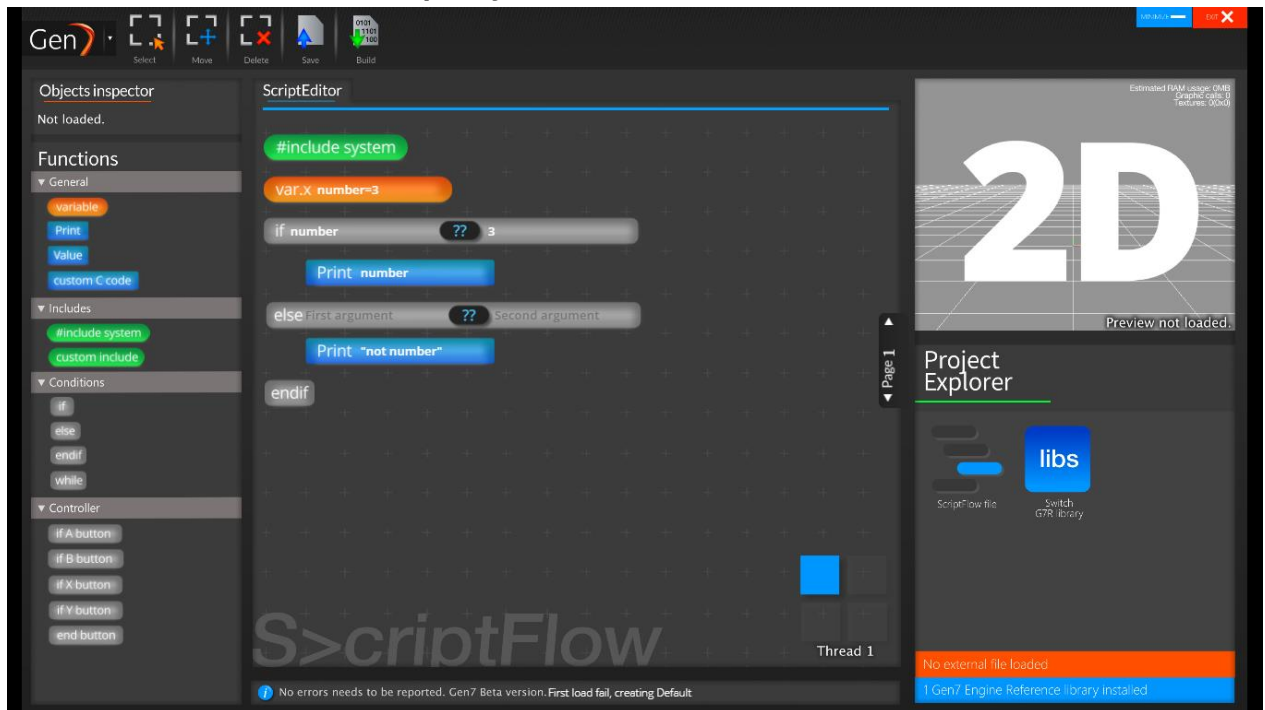 Gen7
Select
Move
Delete
Save
Build
0101
1101
100
MINIMIZE
EXIT
Objects inspector
Not loaded.
Functions
General
variable
Print
Value
custom C code
Includes
#include system
custom include
Conditions
if
else
endif
while
Controller
if A button
if B button
if X button
if Y button
end button
ScriptEditor
#include system
var.x number=3
if number ?? 3
Print number
else First argument ?? Second argument
Print "not number"
endif
Page 1
S>criptFlow
Thread 1
No errors needs to be reported. Gen7 Beta version. First load fail, creating Default
Estimated RAM usage: 0MB
Graphic calls: 0
Textures: 0(0x0)
2D
Preview not loaded.
Project
Explorer
libs
ScriptFlow file
Switch
G7R library
No external file loaded
1 Gen7 Engine Reference library installed